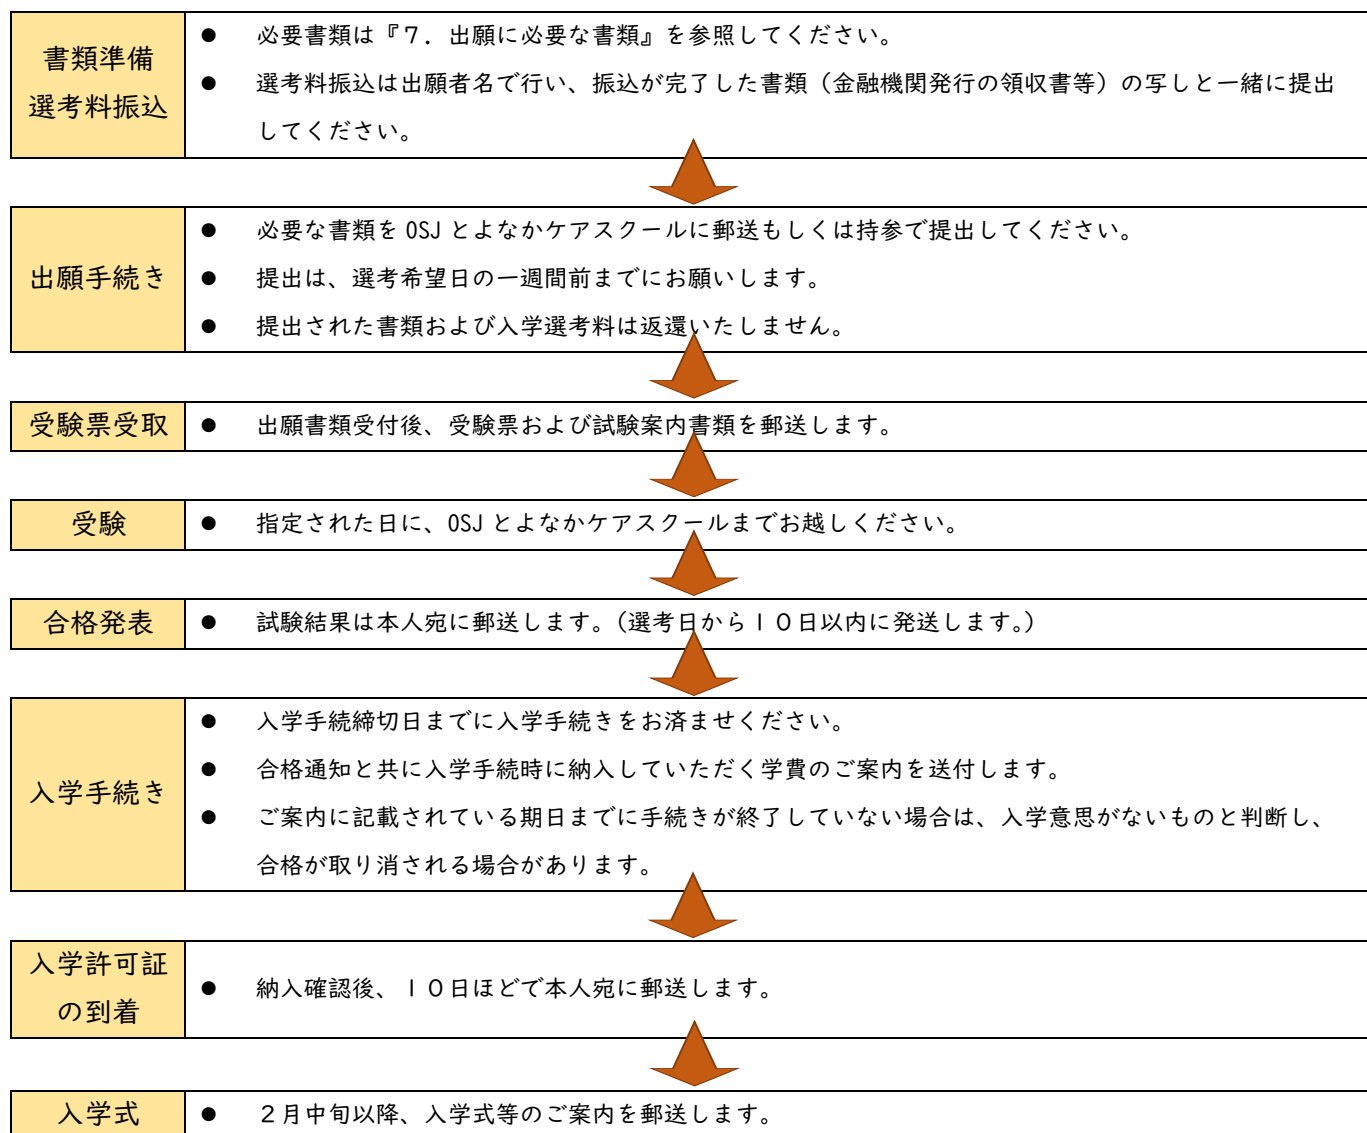 書類準備
選考料振込
● 必要書類は『７．出願に必要な書類』を参照してください。
● 選考料振込は出願者名で行い、振込が完了した書類（金融機関発行の領収書等）の写しと一緒に提出
してください。
出願手続き
● 必要な書類を OSJ とよなかケアスクールに郵送もしくは持参で提出してください。
● 提出は、選考希望日の一週間前までにお願いします。
● 提出された書類および入学選考料は返還いたしません。
受験票受取
● 出願書類受付後、受験票および試験案内書類を郵送します。
受験
● 指定された日に、OSJ とよなかケアスクールまでお越しください。
合格発表
● 試験結果は本人宛に郵送します。（選考日から１０日以内に発送します。）
入学手続き
● 入学手続締切日までに入学手続きをお済ませください。
● 合格通知と共に入学手続時に納入していただく学費のご案内を送付します。
● ご案内に記載されている期日までに手続きが終了していない場合は、入学意思がないものと判断し、
合格が取り消される場合があります。
入学許可証
の到着
● 納入確認後、１０日ほどで本人宛に郵送します。
入学式
● ２月中旬以降、入学式等のご案内を郵送します。